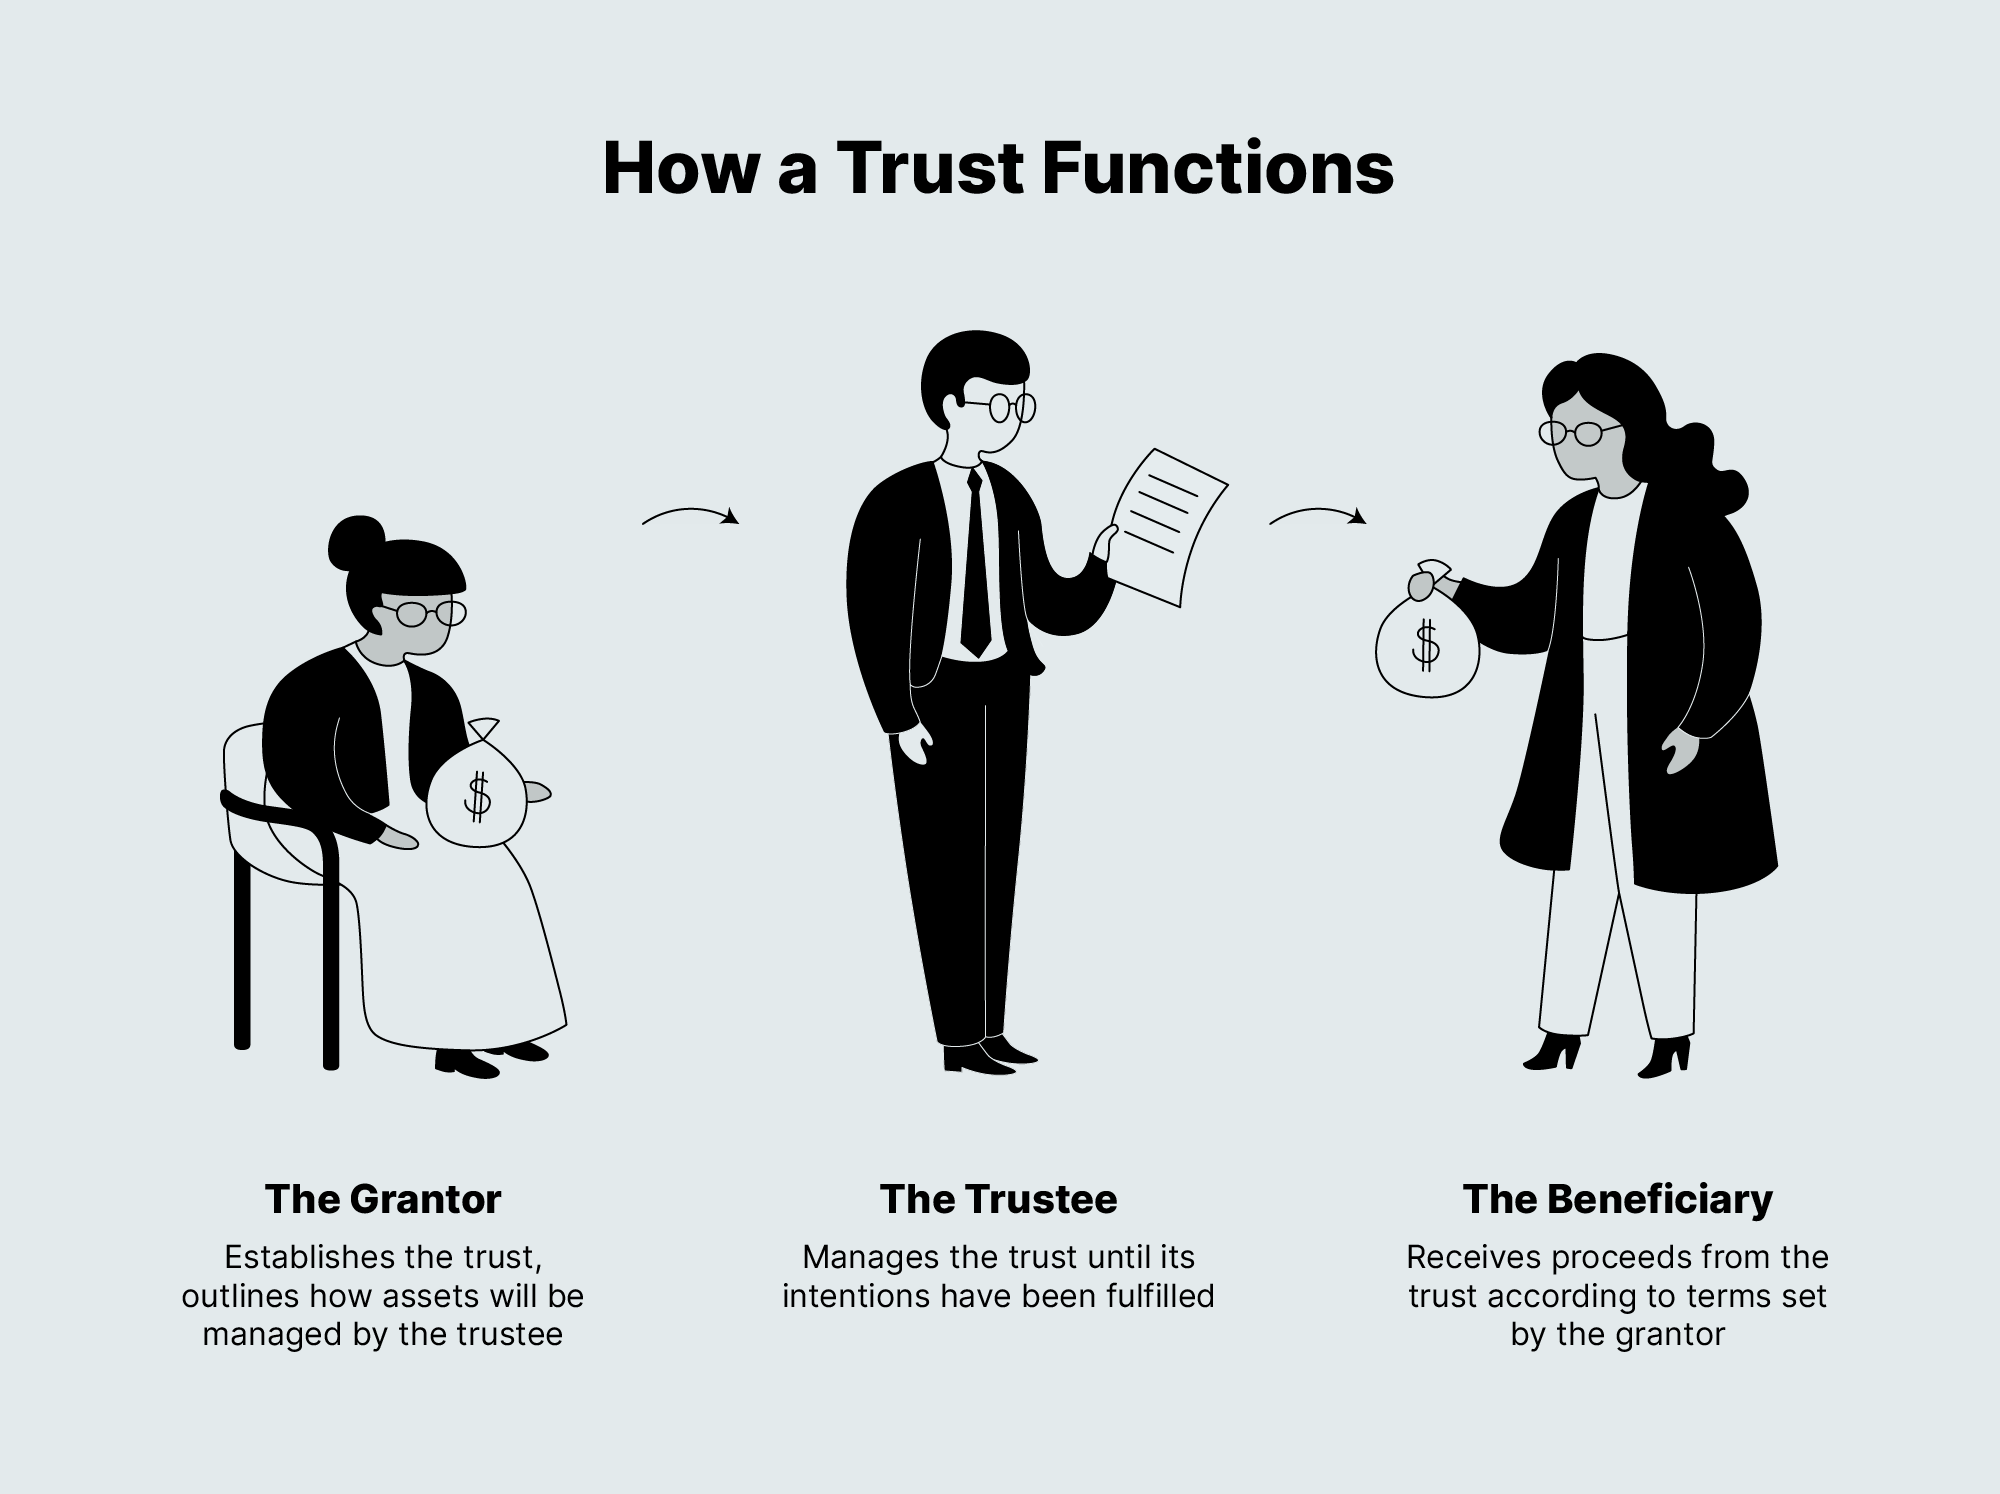 How a Trust Functions
$
$
The Grantor
Establishes the trust,
outlines how assets will be
managed by the trustee
The Trustee
Manages the trust until its
intentions have been fulfilled
The Beneficiary
Receives proceeds from the
trust according to terms set
by the grantor